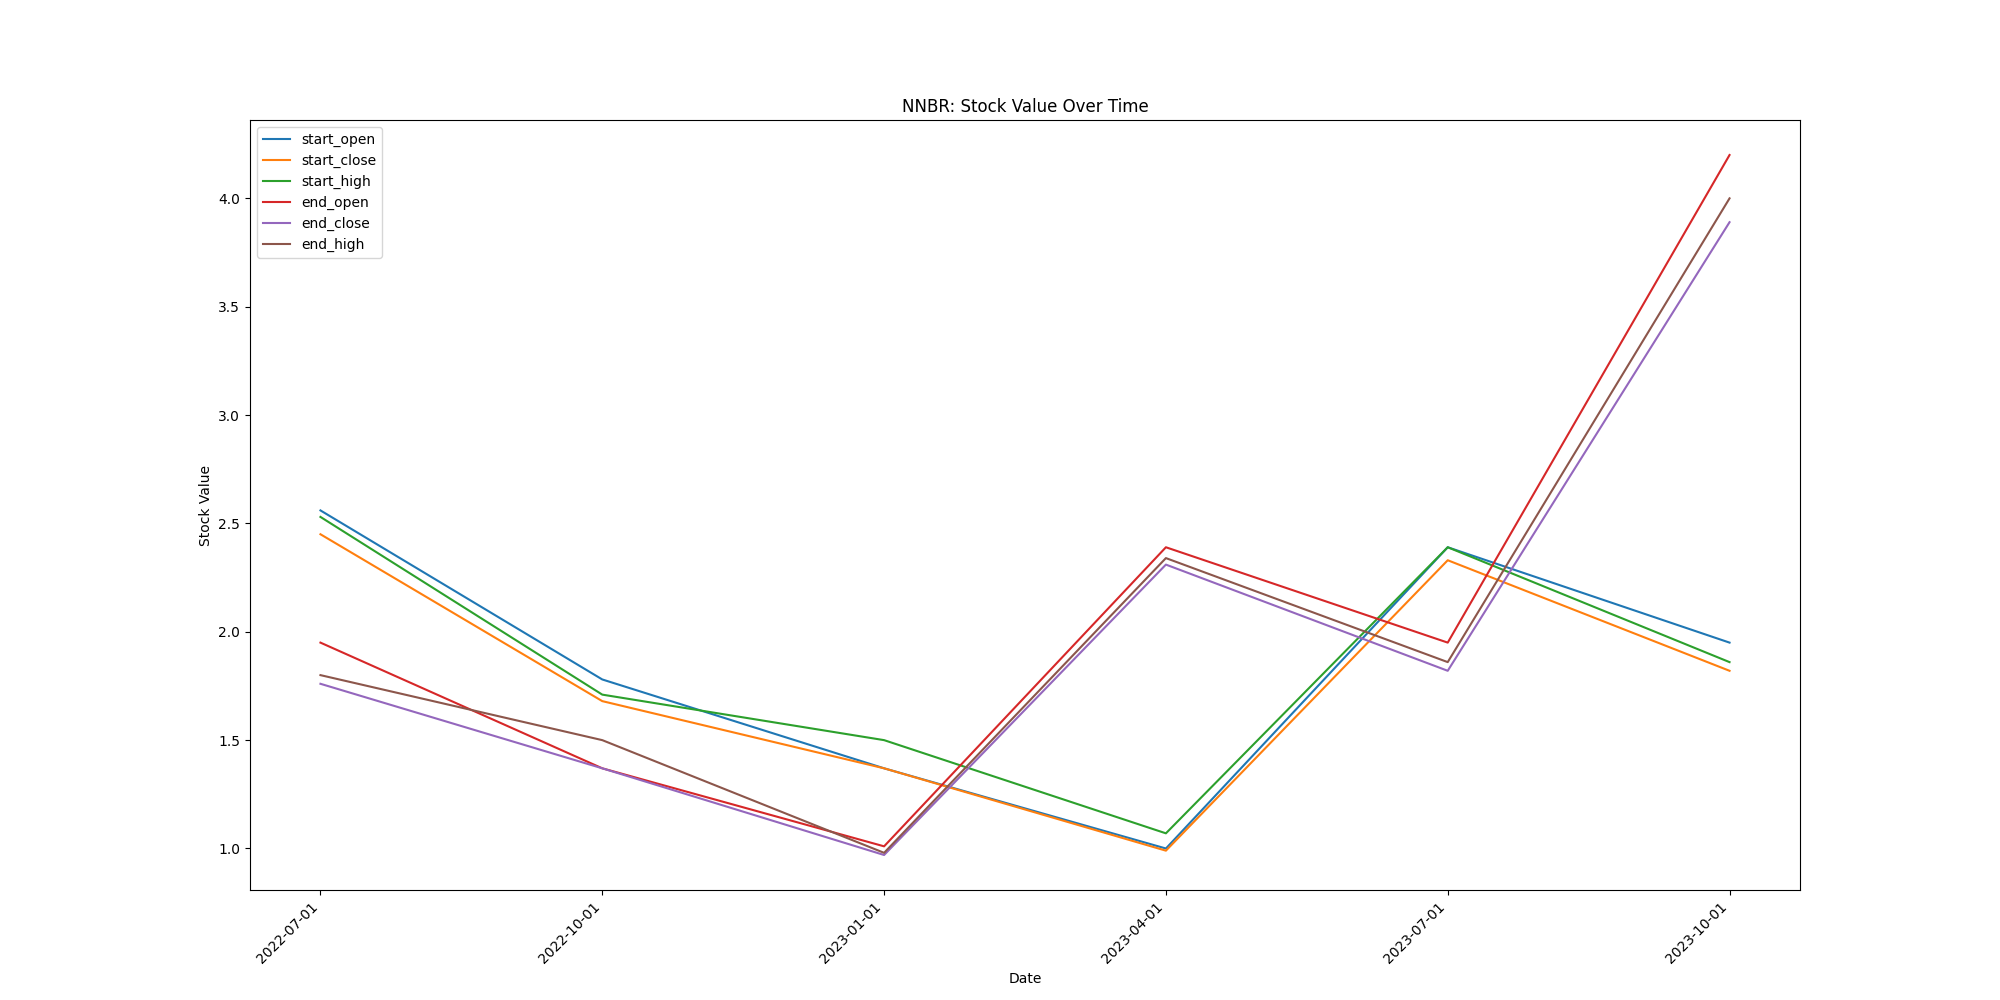 NNBR: Stock Value Over Time
start_open
start_close
start_high
end_open
end_close
end_high
4.0
3.5
3.0
2.5
2.0
1.5
1.0
Stock Value
2022-07-01
2022-10-01
2023-01-01
2023-04-01
2023-07-01
2023-10-01
Date